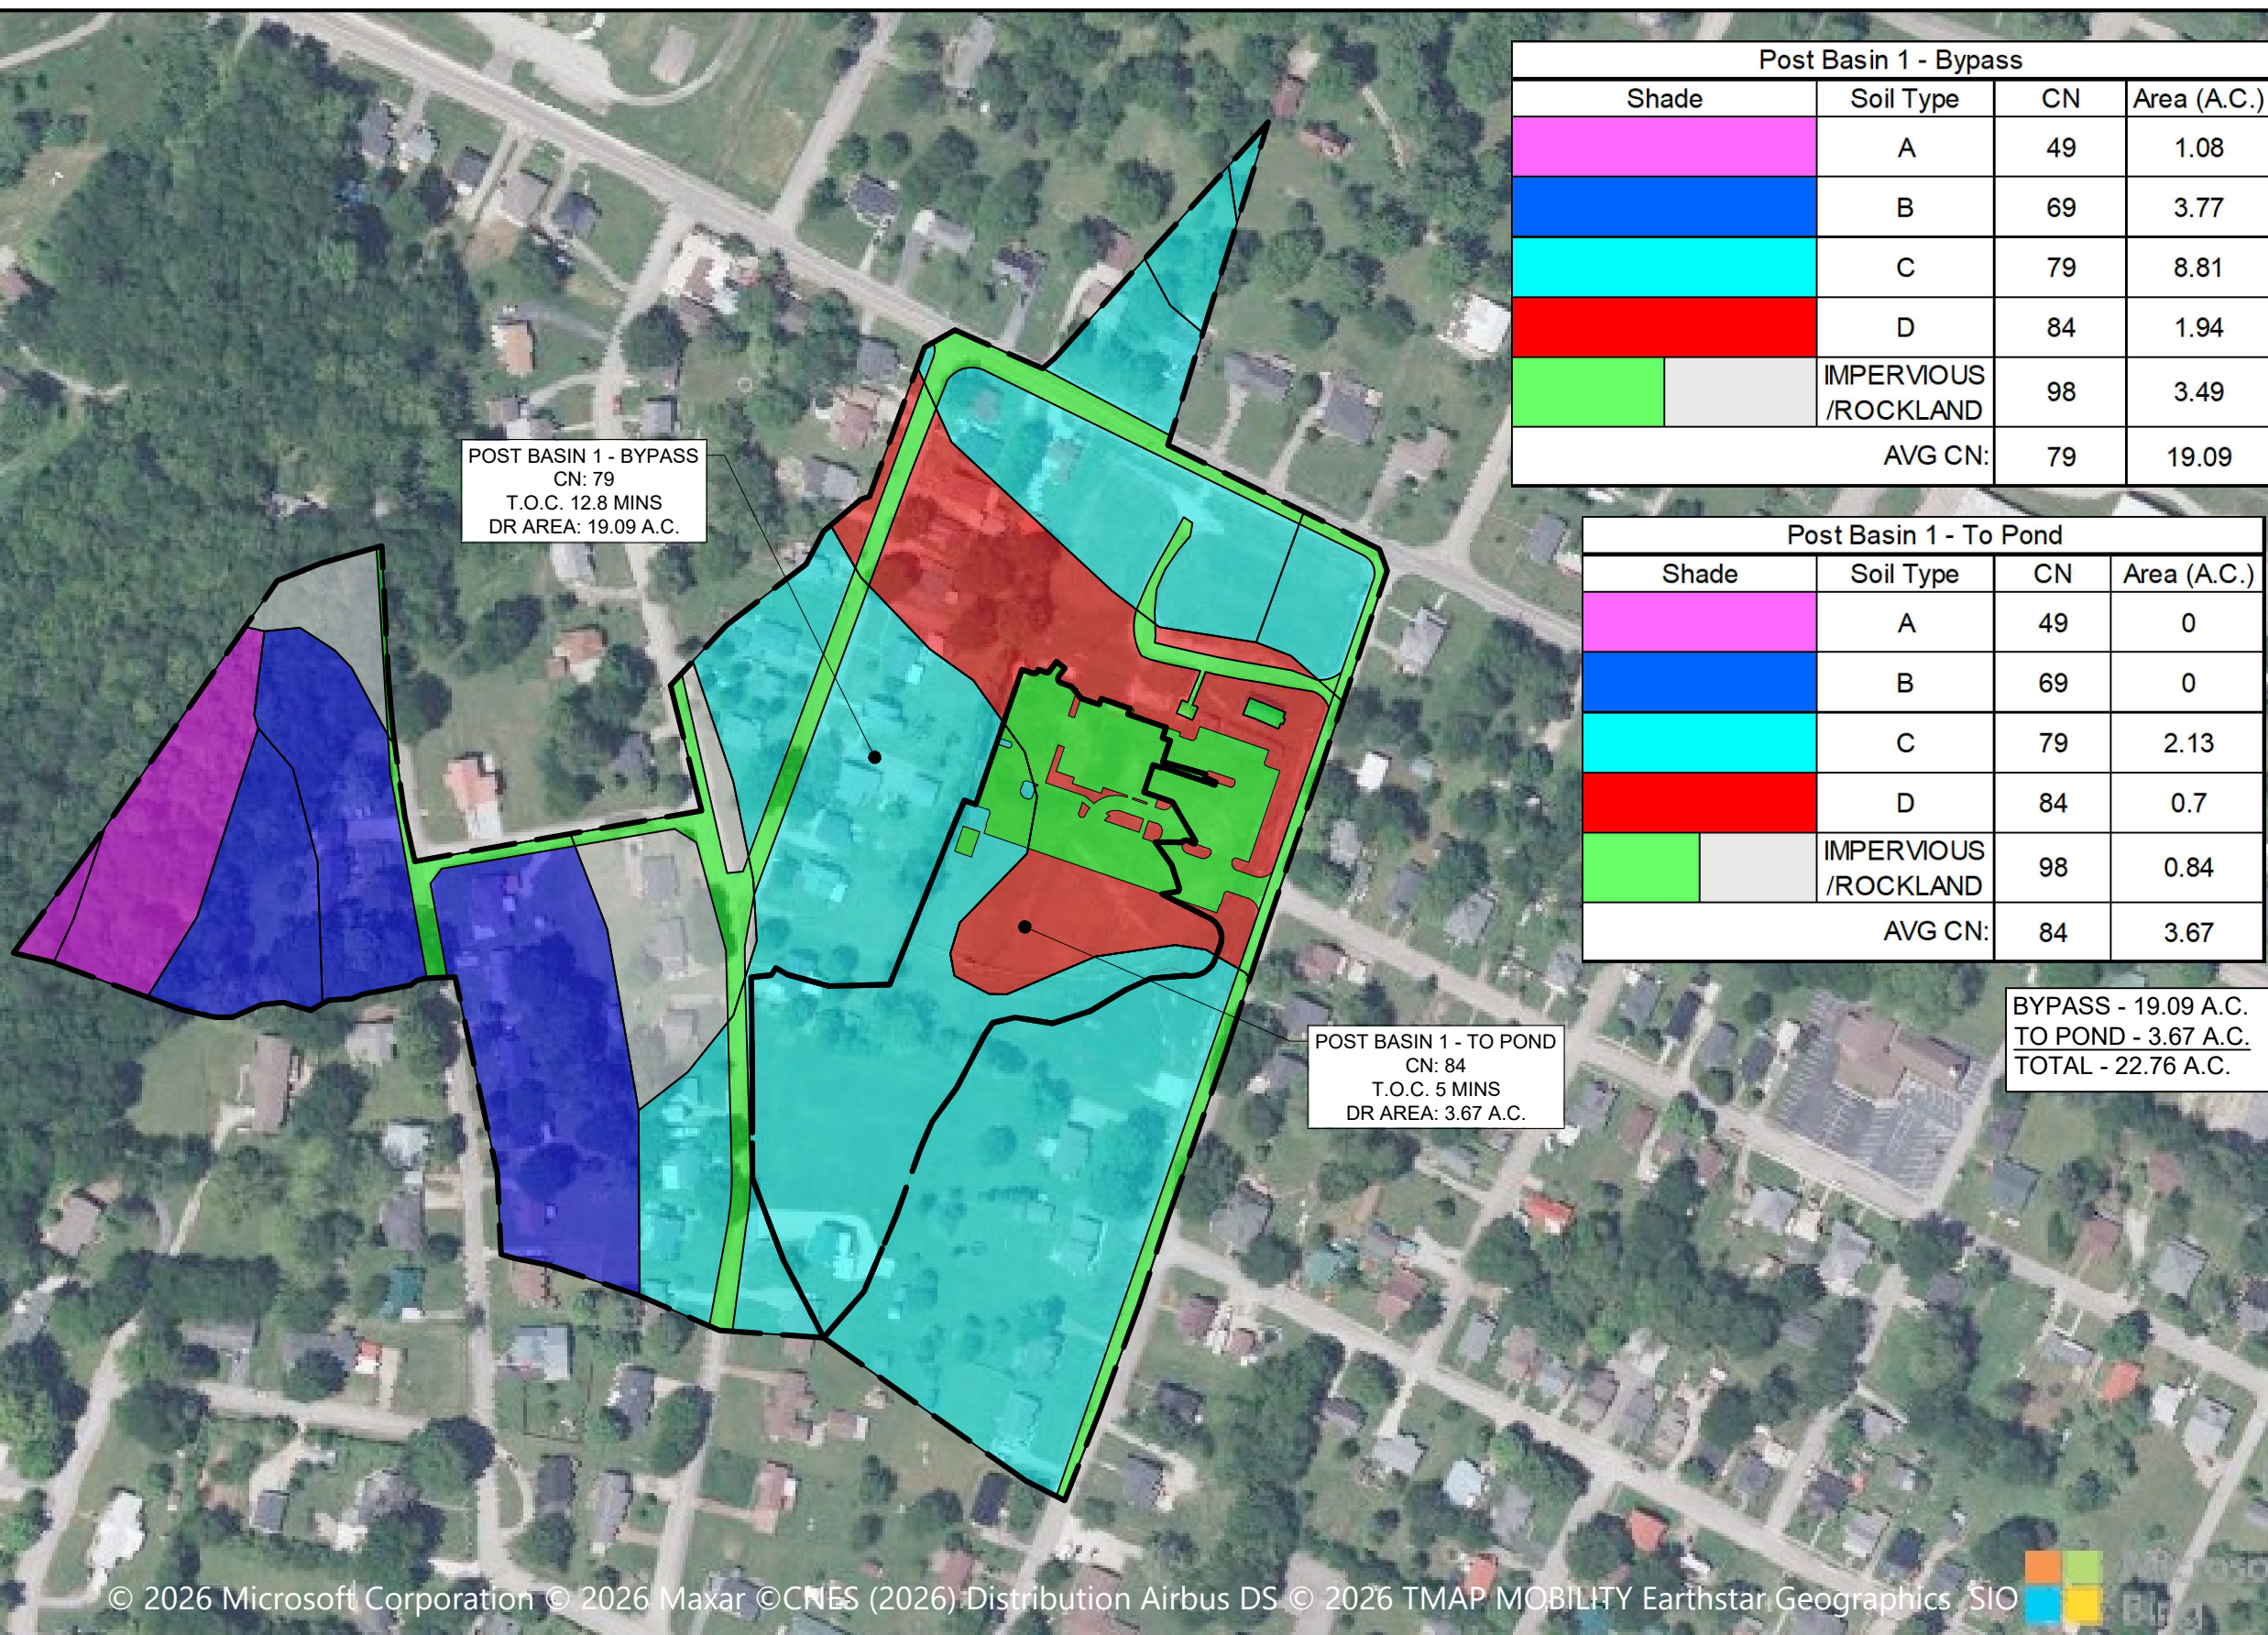 Post Basin 1 - Bypass
Shade Soil Type CN Area (A.C.)
A 49 1.08
B 69 3.77
C 79 8.81
D 84 1.94
IMPERVIOUS
/ROCKLAND 98 3.49
AVG CN: 79 19.09
POST BASIN 1 - BYPASS
CN: 79
T.O.C. 12.8 MINS
DR AREA: 19.09 A.C.
Post Basin 1 - To Pond
Shade Soil Type CN Area (A.C.)
A 49 0
B 69 0
C 79 2.13
D 84 0.7
IMPERVIOUS
/ROCKLAND 98 0.84
AVG CN: 84 3.67
BYPASS - 19.09 A.C.
TO POND - 3.67 A.C.
TOTAL - 22.76 A.C.
POST BASIN 1 - TO POND
CN: 84
T.O.C. 5 MINS
DR AREA: 3.67 A.C.
© 2026 Microsoft Corporation © 2026 Maxar ©CNES (2026) Distribution Airbus DS © 2026 TMAP MOBILITY Earthstar Geographics SIO